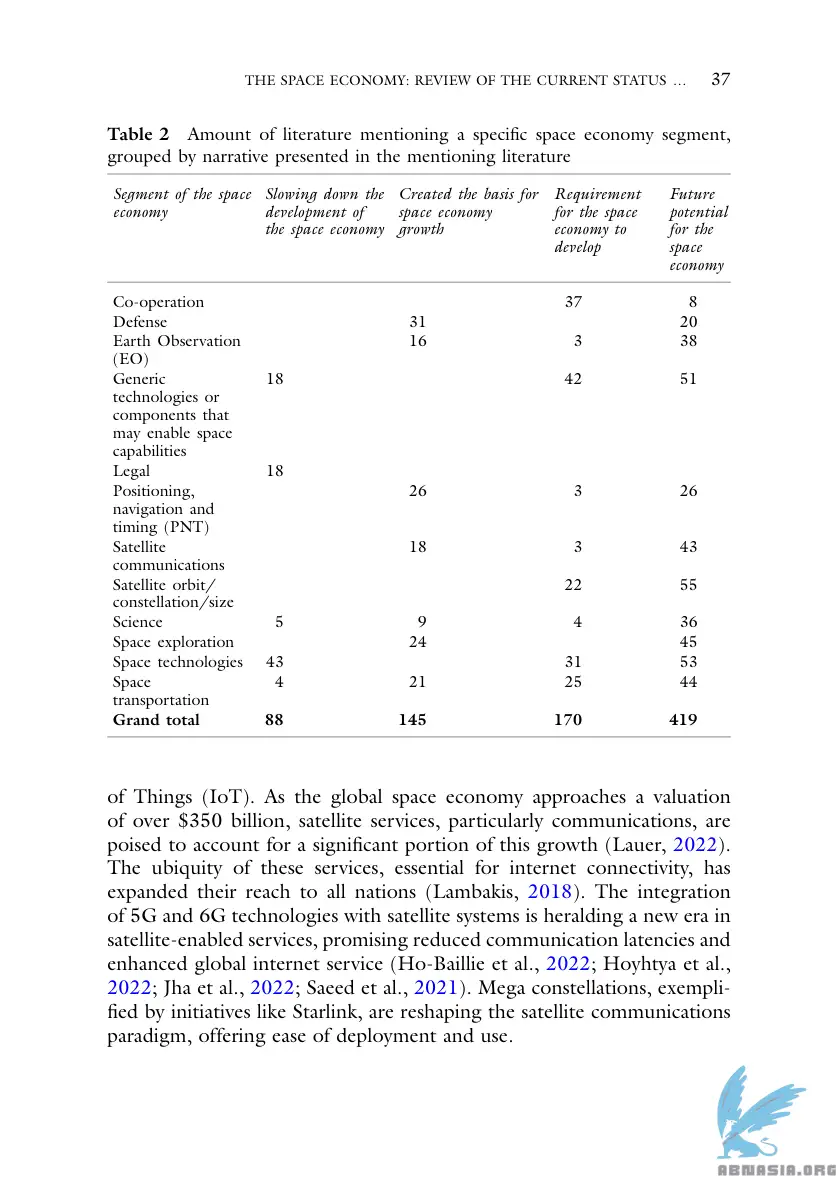 THE SPACE ECONOMY: REVIEW OF THE CURRENT STATUS … 37
Table 2 Amount of literature mentioning a specific space economy segment,
grouped by narrative presented in the mentioning literature
Segment of the space Slowing down the Created the basis for Requirement Future
economy development of space economy for the space potential
the space economy growth economy to for the
develop space
economy
Co-operation 37 8
Defense 31 20
Earth Observation 16 3 38
(EO)
Generic 18 42 51
technologies or
components that
may enable space
capabilities
Legal 18
Positioning, 26 3 26
navigation and
timing (PNT)
Satellite 18 3 43
communications
Satellite orbit/ 22 55
constellation/size
Science 5 9 4 36
Space exploration 24 45
Space technologies 43 31 53
Space 4 21 25 44
transportation
Grand total 88 145 170 419
of Things (IoT). As the global space economy approaches a valuation
of over $350 billion, satellite services, particularly communications, are
poised to account for a significant portion of this growth (Lauer, 2022).
The ubiquity of these services, essential for internet connectivity, has
expanded their reach to all nations (Lambakis, 2018). The integration
of 5G and 6G technologies with satellite systems is heralding a new era in
satellite-enabled services, promising reduced communication latencies and
enhanced global internet service (Ho-Baillie et al., 2022; Hoyhtya et al.,
2022; Jha et al., 2022; Saeed et al., 2021). Mega constellations, exempli-
fied by initiatives like Starlink, are reshaping the satellite communications
paradigm, offering ease of deployment and use.
ABNASIA.ORG